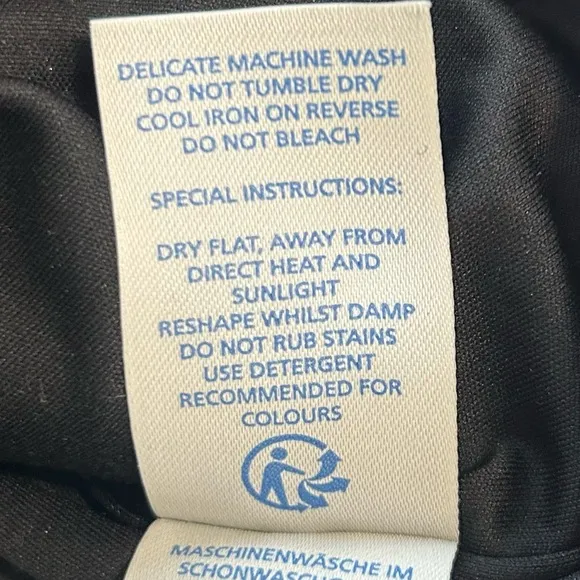 DELICATE MACHINE WASH
DO NOT TUMBLE DRY
COOL IRON ON REVERSE
DO NOT BLEACH
SPECIAL INSTRUCTIONS:
DRY FLAT, AWAY FROM
DIRECT HEAT AND
SUNLIGHT
RESHAPE WHILST DAMP
DO NOT RUB STAINS
USE DETERGENT
RECOMMENDED FOR
COLOURS
MASCHINENWÄSCHE IM